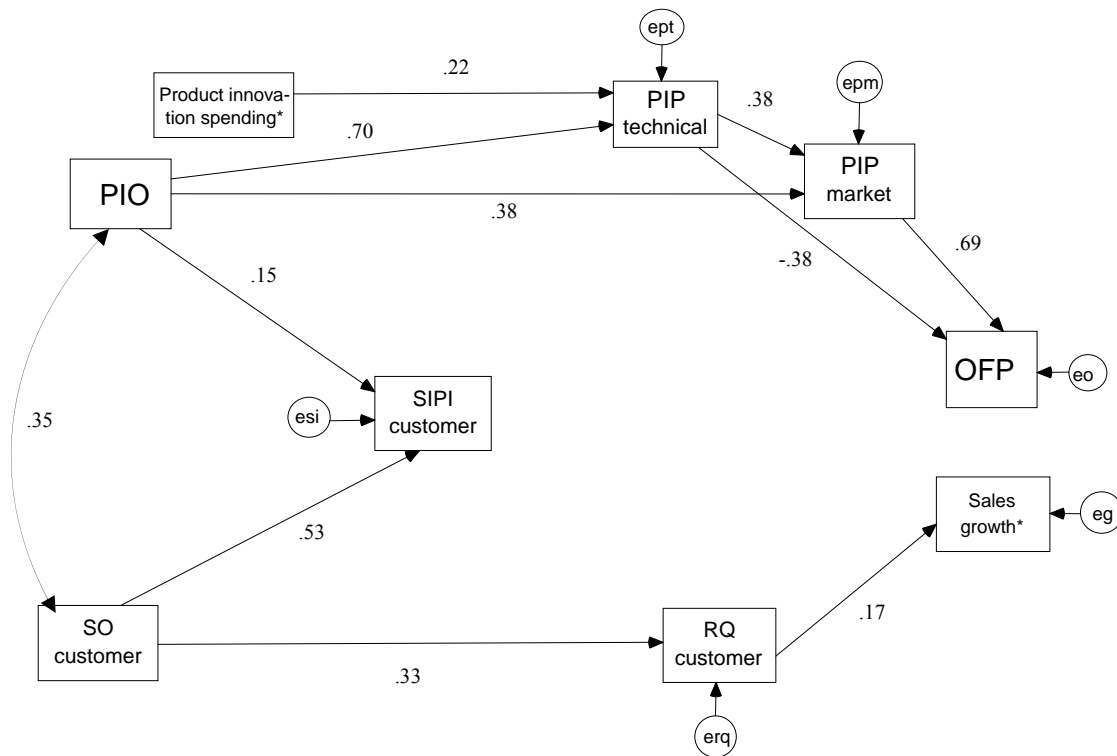 ept
.22
epm
Product innova-
tion spending*
PIP
technical
.38
.70
PIP
market
PIO
.38
.69
-.38
.15
OFP
eo
SIPI
customer
esi
.35
Sales
growth*
eg
.53
SO
customer
RQ
customer
.17
.33
erq